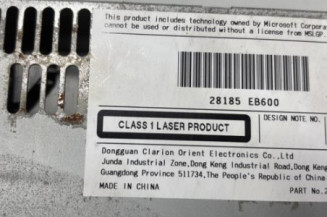 This product includes technology owned by Microsoft Corpora
cannot be used or distributed without a license from MSLGP.
28185 EB600
CLASS 1 LASER PRODUCT
DESIGN NOTE NO.
Dongguan Clarion Orient Electronics Co.,Ltd
Junda Industrial Zone,Dong Keng Industrial Road,Dong Keng
Guangdong Province 511734,The People's Republic of China
MADE IN CHINA
PART No.2